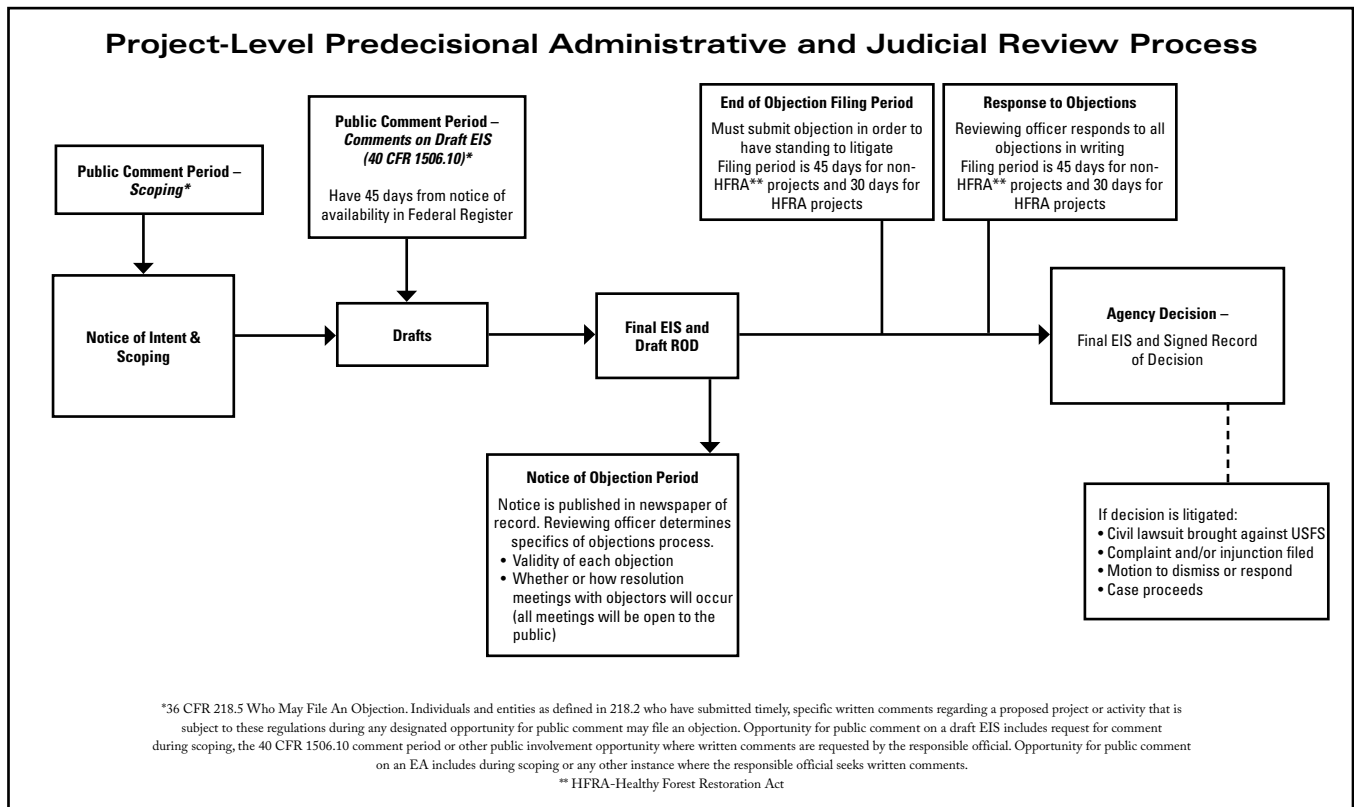 Project-Level Predecisional Administrative and Judicial Review Process
Public Comment Period –
Scoping*
Public Comment Period –
Comments on Draft EIS
(40 CFR 1506.10)*
Have 45 days from notice of
availability in Federal Register
End of Objection Filing Period
Must submit objection in order to
have standing to litigate
Filing period is 45 days for non-
HFRA** projects and 30 days for
HFRA projects
Response to Objections
Reviewing officer responds to all
objections in writing
Filing period is 45 days for non-
HFRA** projects and 30 days for
HFRA projects
Notice of Intent &
Scoping
Drafts
Final EIS and
Draft ROD
Agency Decision –
Final EIS and Signed Record
of Decision
Notice of Objection Period
Notice is published in newspaper of
record. Reviewing officer determines
specifics of objections process.
• Validity of each objection
• Whether or how resolution
meetings with objectors will occur
(all meetings will be open to the
public)
If decision is litigated:
• Civil lawsuit brought against USFS
• Complaint and/or injunction filed
• Motion to dismiss or respond
• Case proceeds
*36 CFR 218.5 Who May File An Objection. Individuals and entities as defined in 218.2 who have submitted timely, specific written comments regarding a proposed project or activity that is
subject to these regulations during any designated opportunity for public comment may file an objection. Opportunity for public comment on a draft EIS includes request for comment
during scoping, the 40 CFR 1506.10 comment period or other public involvement opportunity where written comments are requested by the responsible official. Opportunity for public comment
on an EA includes during scoping or any other instance where the responsible official seeks written comments.
** HFRA-Healthy Forest Restoration Act